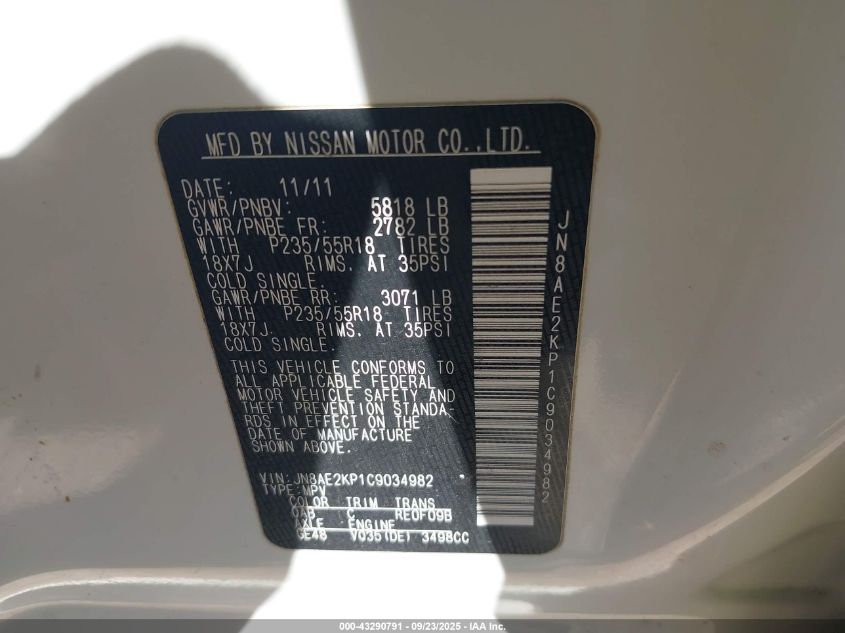 MFD BY NISSAN MOTOR CO.,LTD.
DATE: 11/11
GVWR/PNBV: 5818 LB
GAWR/PNBE FR: 2782 LB
WITH P235/55R18 TIRES
18X7J RIMS. AT 35PSI
COLD SINGLE.
GAWR/PNBE RR: 3071 LB
WITH P235/55R18 TIRES
18X7J RIMS. AT 35PSI
COLD SINGLE.
THIS VEHICLE CONFORMS TO
ALL APPLICABLE FEDERAL
MOTOR VEHICLE SAFETY AND
THEFT PREVENTION STANDA-
RDS IN EFFECT ON THE
DATE OF MANUFACTURE
SHOWN ABOVE.
VIN: JN8AE2KP1C9034982 *
TYPE: MPV
COLOR TRIM TRANS
QAB C RE0F09B
AXLE ENGINE
GE48 VQ35(DE) 3498CC
JN8AE2KP1C9034982
000-43290791 - 09/23/2025 - IAA Inc.